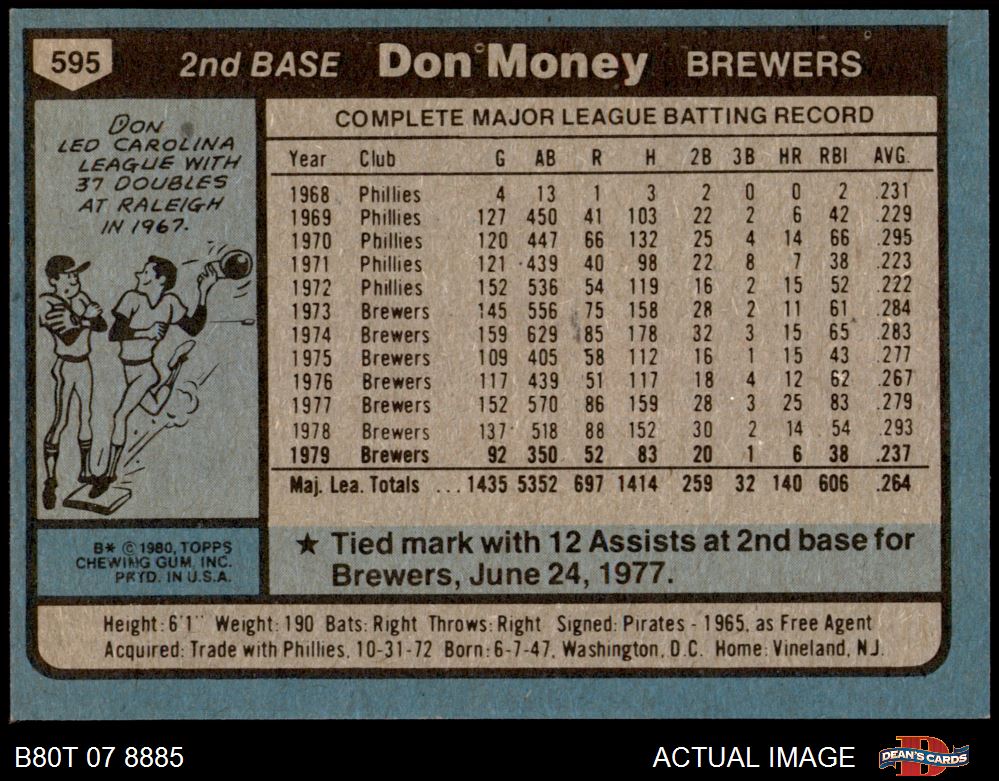 595 2nd BASE Don Money BREWERS
DON
LED CAROLINA
LEAGUE WITH
37 DOUBLES
AT RALEIGH
IN 1967.
COMPLETE MAJOR LEAGUE BATTING RECORD
Year Club G AB R H 2B 3B HR RBI AVG.
1968 Phillies 4 13 1 3 2 0 0 2 .231
1969 Phillies 127 450 41 103 22 2 6 42 .229
1970 Phillies 120 447 66 132 25 4 14 66 .295
1971 Phillies 121 439 40 98 22 8 7 38 .223
1972 Phillies 152 536 54 119 16 2 15 52 .222
1973 Brewers 145 556 75 158 28 2 11 61 .284
1974 Brewers 159 629 85 178 32 3 15 65 .283
1975 Brewers 109 405 58 112 16 1 15 43 .277
1976 Brewers 117 439 51 117 18 4 12 62 .267
1977 Brewers 152 570 86 159 28 3 25 83 .279
1978 Brewers 137 518 88 152 30 2 14 54 .293
1979 Brewers 92 350 52 83 20 1 6 38 .237
Maj. Lea. Totals ...1435 5352 697 1414 259 32 140 606 .264
B* © 1980, TOPPS
CHEWING GUM, INC.
PRTD. IN U.S.A.
★ Tied mark with 12 Assists at 2nd base for
Brewers, June 24, 1977.
Height: 6'1" Weight: 190 Bats: Right Throws: Right Signed: Pirates - 1965, as Free Agent
Acquired: Trade with Phillies, 10-31-72 Born: 6-7-47, Washington, D.C. Home: Vineland, N.J.
B80T 07 8885 ACTUAL IMAGE DEAN'S CARDS